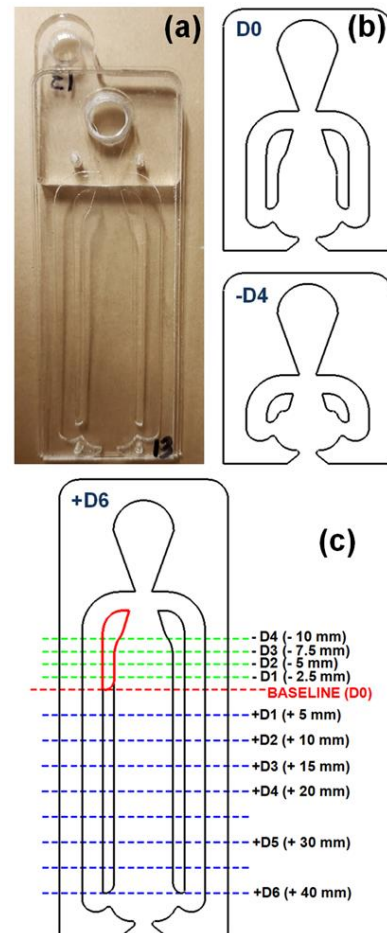 (a)
13
13
(b)
D0
-D4
+D6
(c)
- D4 (- 10 mm)
- D3 (- 7.5 mm)
- D2 (- 5 mm)
- D1 (- 2.5 mm)
BASELINE (D0)
+D1 (+ 5 mm)
+D2 (+ 10 mm)
+D3 (+ 15 mm)
+D4 (+ 20 mm)
+D5 (+ 30 mm)
+D6 (+ 40 mm)